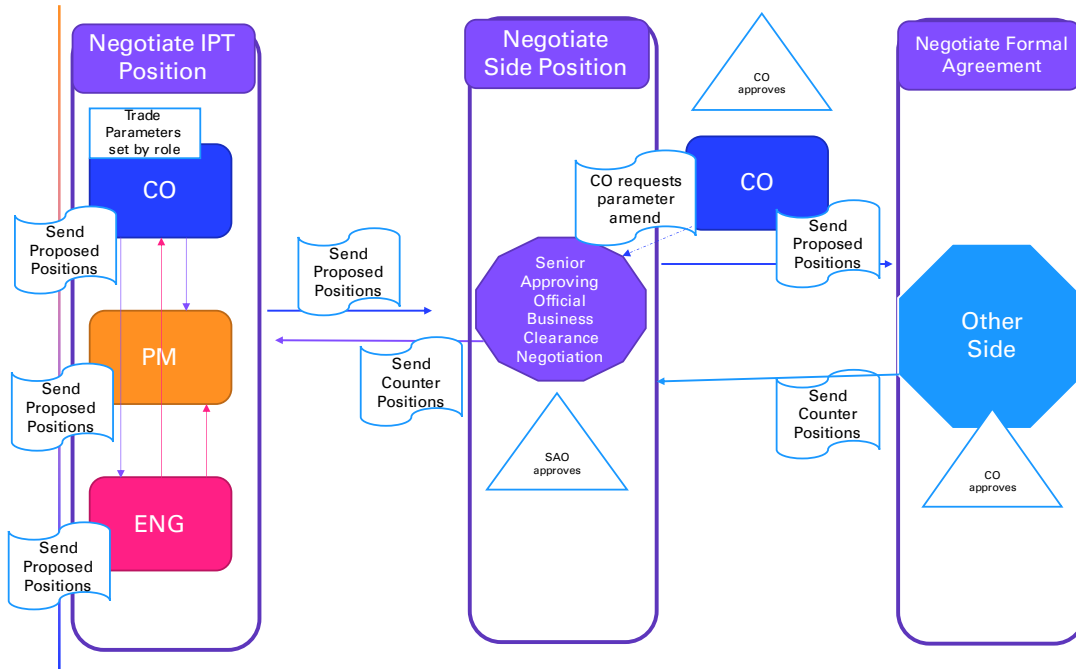 Negotiate IPT
Position
Trade
Parameters
set by role
CO
Send
Proposed
Positions
PM
Send
Proposed
Positions
ENG
Send
Proposed
Positions
Send
Proposed
Positions
Send
Counter
Positions
Negotiate
Side Position
Senior
Approving
Official
Business
Clearance
Negotiation
SAO
approves
CO
approves
CO requests
parameter
amend
CO
Send
Proposed
Positions
Negotiate Formal
Agreement
Other
Side
Send
Counter
Positions
CO
approves